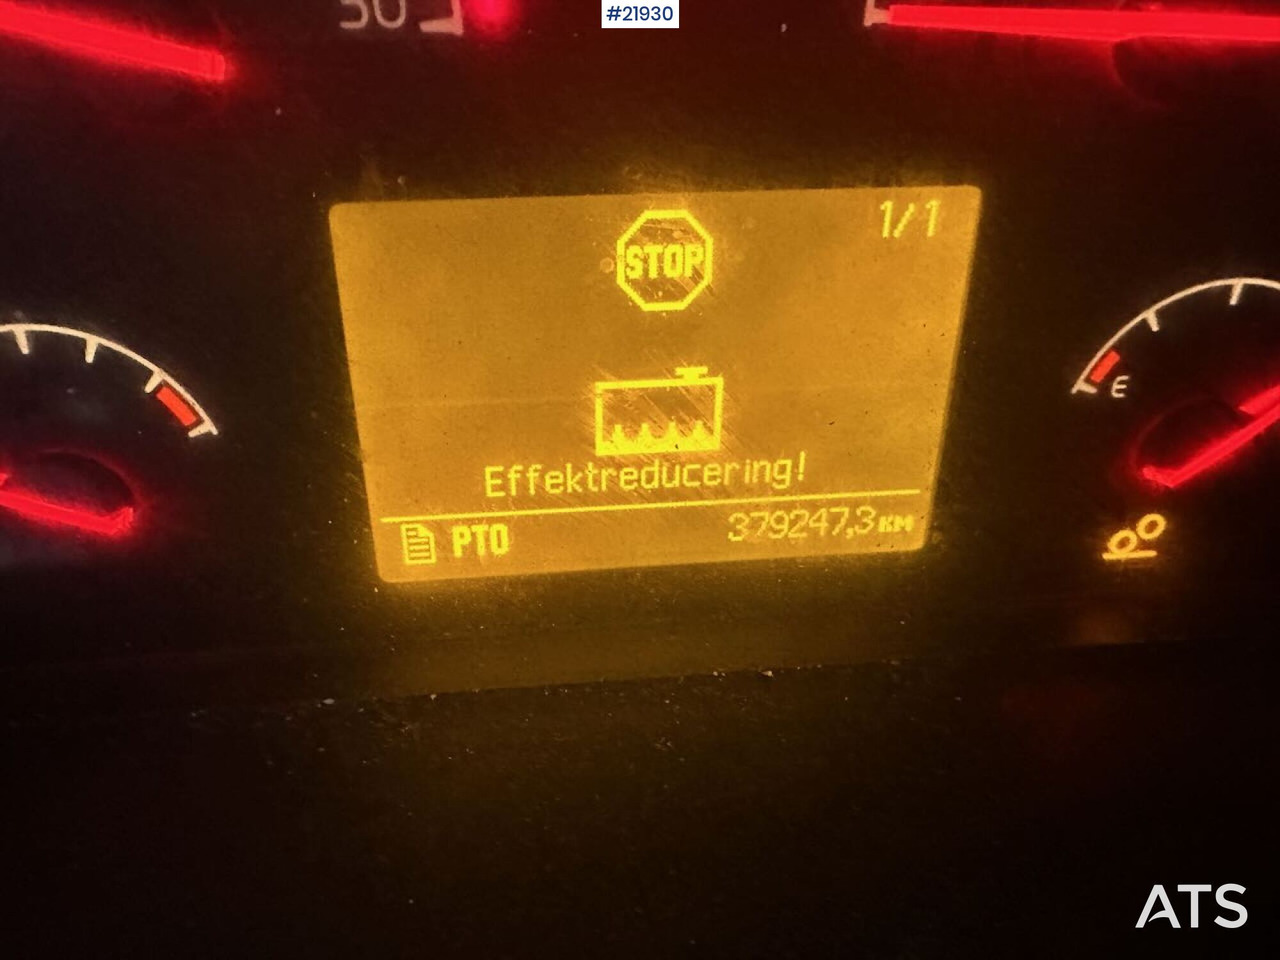 #21930
50
1/1
STOP
E
Effektreducering!
PTO 379247,3 KM
ATS